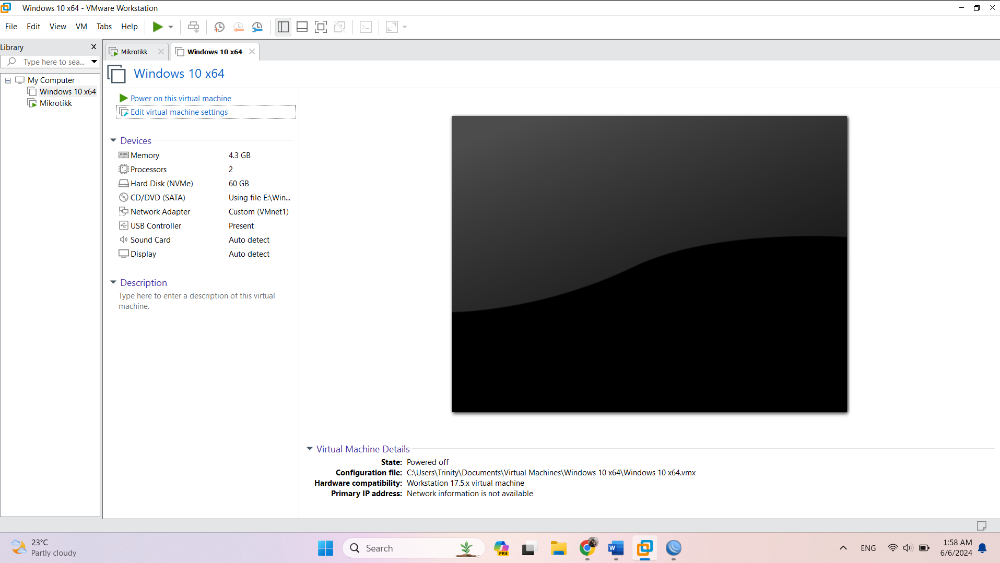 Windows 10 x64 - VMware Workstation
File Edit View VM Tabs Help
Library
Type here to sea...
My Computer
Windows 10 x64
Mikrotikk
Mikrotikk
Windows 10 x64
Windows 10 x64
Power on this virtual machine
Edit virtual machine settings
Devices
Memory 4.3 GB
Processors 2
Hard Disk (NVMe) 60 GB
CD/DVD (SATA) Using file E:\Win...
Network Adapter Custom (VMnet1)
USB Controller Present
Sound Card Auto detect
Display Auto detect
Description
Type here to enter a description of this virtual
machine.
Virtual Machine Details
State: Powered off
Configuration file: C:\Users\Trinity\Documents\Virtual Machines\Windows 10 x64\Windows 10 x64.vmx
Hardware compatibility: Workstation 17.5.x virtual machine
Primary IP address: Network information is not available
23°C
Partly cloudy
Search
PRE
W
ENG
1:58 AM
6/6/2024